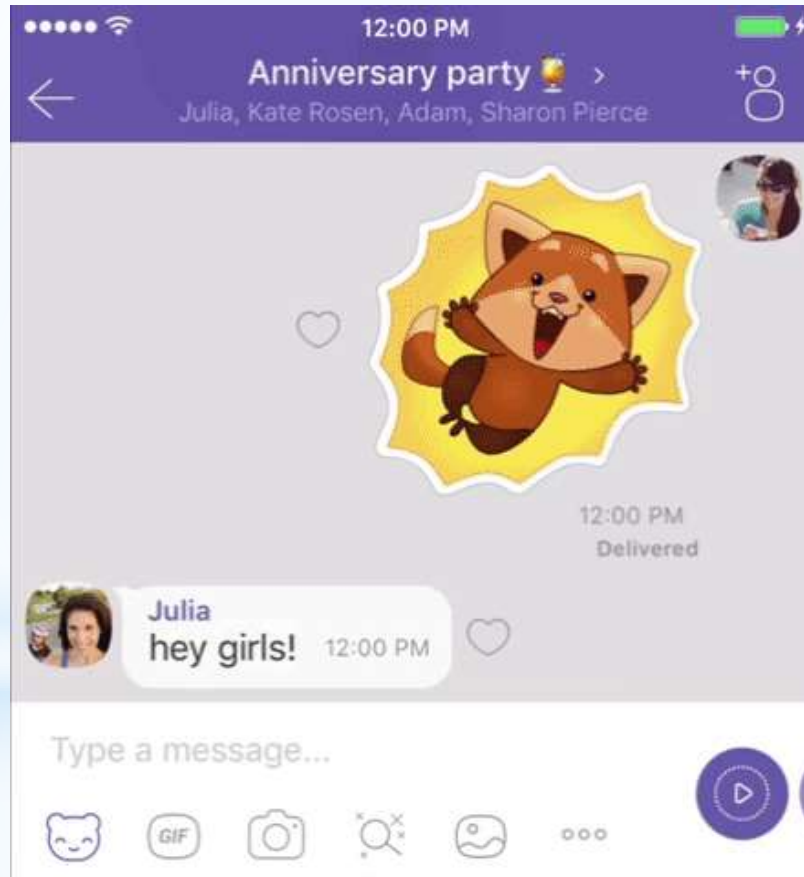 12:00 PM
Anniversary party🍹 >
Julia, Kate Rosen, Adam, Sharon Pierce
12:00 PM
Delivered
Julia
hey girls! 12:00 PM
Type a message...
GIF